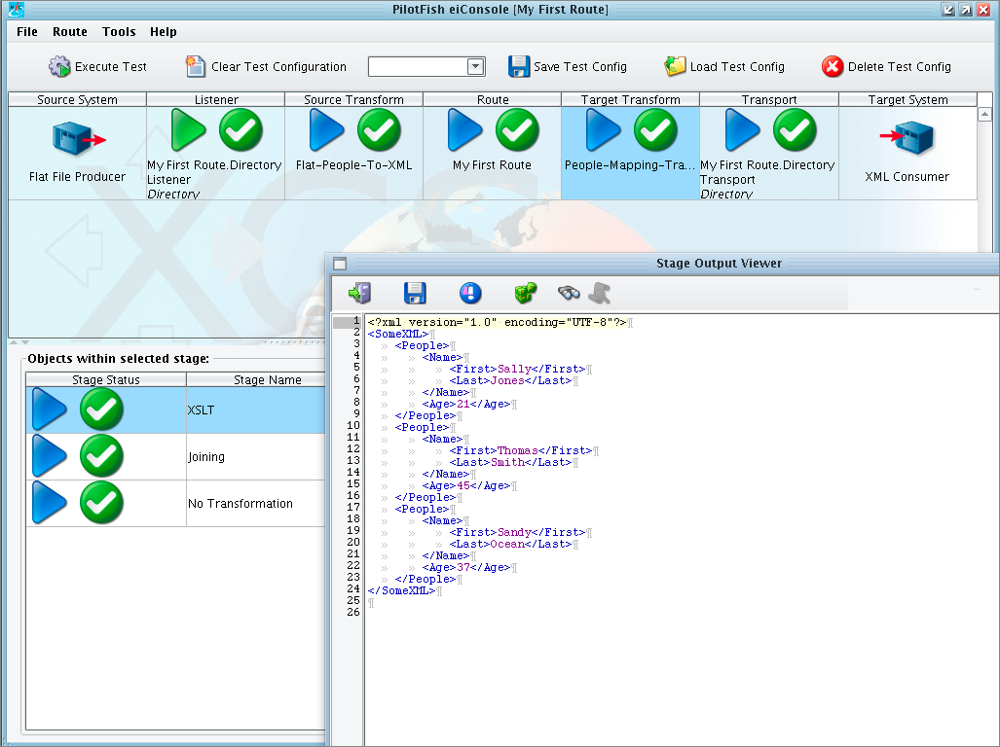 PilotFish eiConsole [My First Route]
File Route Tools Help
Execute Test Clear Test Configuration Save Test Config Load Test Config Delete Test Config
Source System Listener Source Transform Route Target Transform Transport Target System
Flat File Producer
My First Route.Directory
Listener
Directory
Flat-People-To-XML
My First Route
People-Mapping-Tra...
My First Route.Directory
Transport
Directory
XML Consumer
XCS
Stage Output Viewer
1 <?xml version="1.0" encoding="UTF-8"?>¶
2 <SomeXML>¶
3 » <People>¶
4 » » <Name>¶
5 » » » <First>Sally</First>¶
6 » » » <Last>Jones</Last>¶
7 » » </Name>¶
8 » » <Age>21</Age>¶
9 » </People>¶
10 » <People>¶
11 » » <Name>¶
12 » » » <First>Thomas</First>¶
13 » » » <Last>Smith</Last>¶
14 » » </Name>¶
15 » » <Age>45</Age>¶
16 » </People>¶
17 » <People>¶
18 » » <Name>¶
19 » » » <First>Sandy</First>¶
20 » » » <Last>Ocean</Last>¶
21 » » </Name>¶
22 » » <Age>37</Age>¶
23 » </People>¶
24 </SomeXML>¶
25 ¶
26
Objects within selected stage:
Stage Status Stage Name
XSLT
Joining
No Transformation